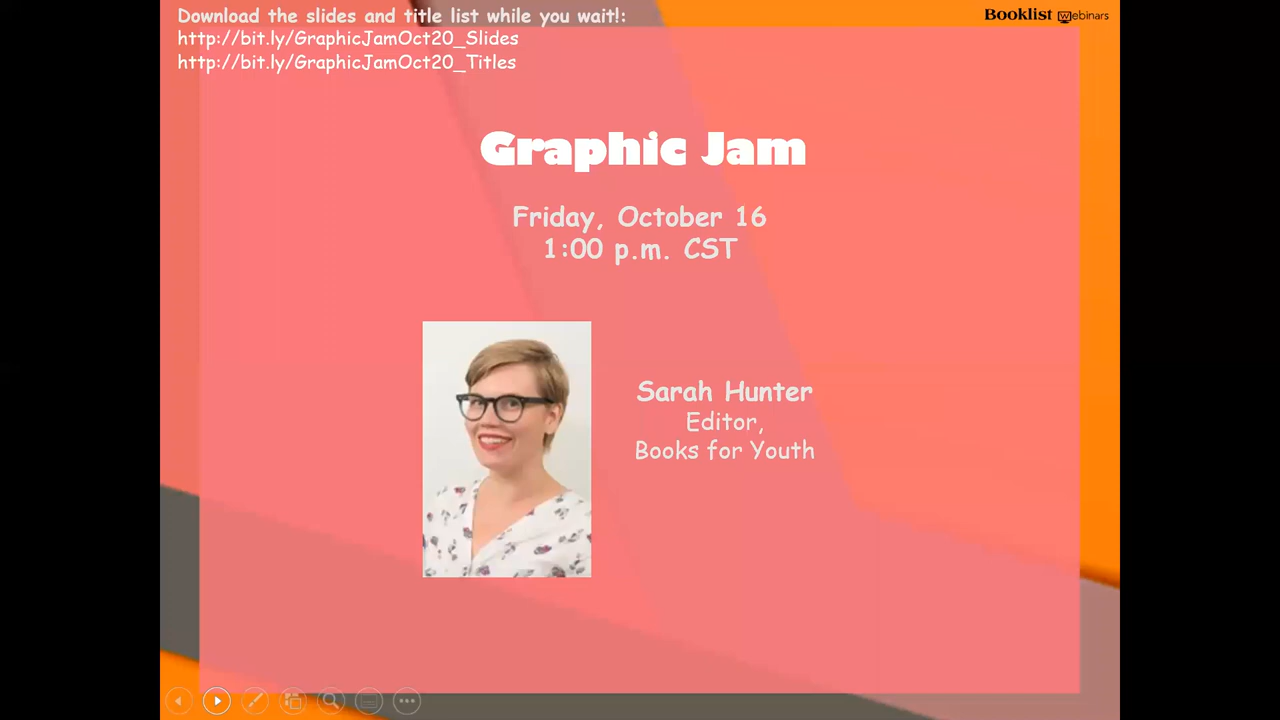 Download the slides and title list while you wait!:
http://bit.ly/GraphicJamOct20_Slides
http://bit.ly/GraphicJamOct20_Titles
Booklist webinars
Graphic Jam
Friday, October 16
1:00 p.m. CST
Sarah Hunter
Editor,
Books for Youth